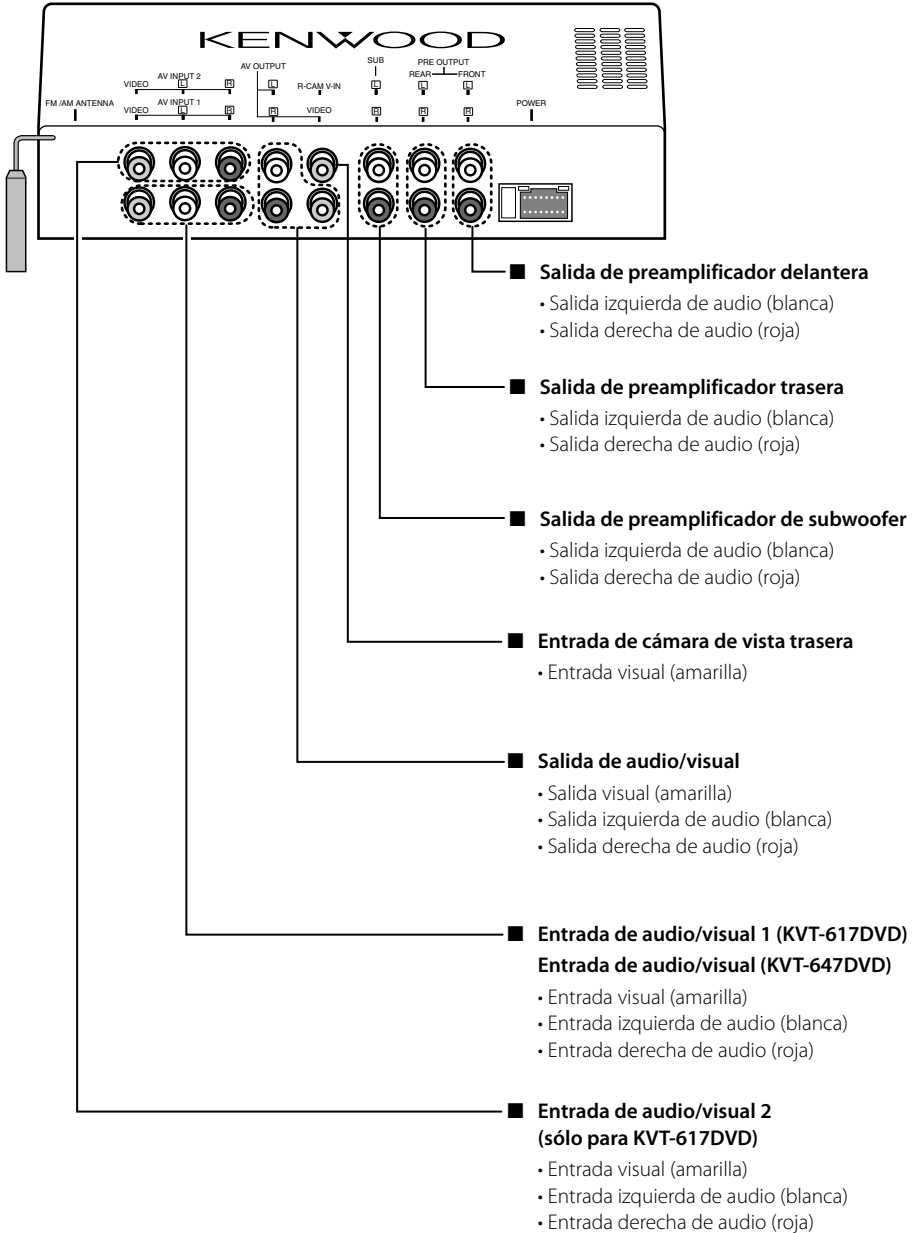 KENWOOD
SUB
PRE OUTPUT
REAR FRONT
AV OUTPUT
AV INPUT 2
VIDEO L R L R-CAM V-IN L L L
FM /AM ANTENNA
AV INPUT 1
VIDEO L R R VIDEO R R R
POWER
■ Salida de preamplificador delantera
• Salida izquierda de audio (blanca)
• Salida derecha de audio (roja)
■ Salida de preamplificador trasera
• Salida izquierda de audio (blanca)
• Salida derecha de audio (roja)
■ Salida de preamplificador de subwoofer
• Salida izquierda de audio (blanca)
• Salida derecha de audio (roja)
■ Entrada de cámara de vista trasera
• Entrada visual (amarilla)
■ Salida de audio/visual
• Salida visual (amarilla)
• Salida izquierda de audio (blanca)
• Salida derecha de audio (roja)
■ Entrada de audio/visual 1 (KVT-617DVD)
Entrada de audio/visual (KVT-647DVD)
• Entrada visual (amarilla)
• Entrada izquierda de audio (blanca)
• Entrada derecha de audio (roja)
■ Entrada de audio/visual 2
(sólo para KVT-617DVD)
• Entrada visual (amarilla)
• Entrada izquierda de audio (blanca)
• Entrada derecha de audio (roja)